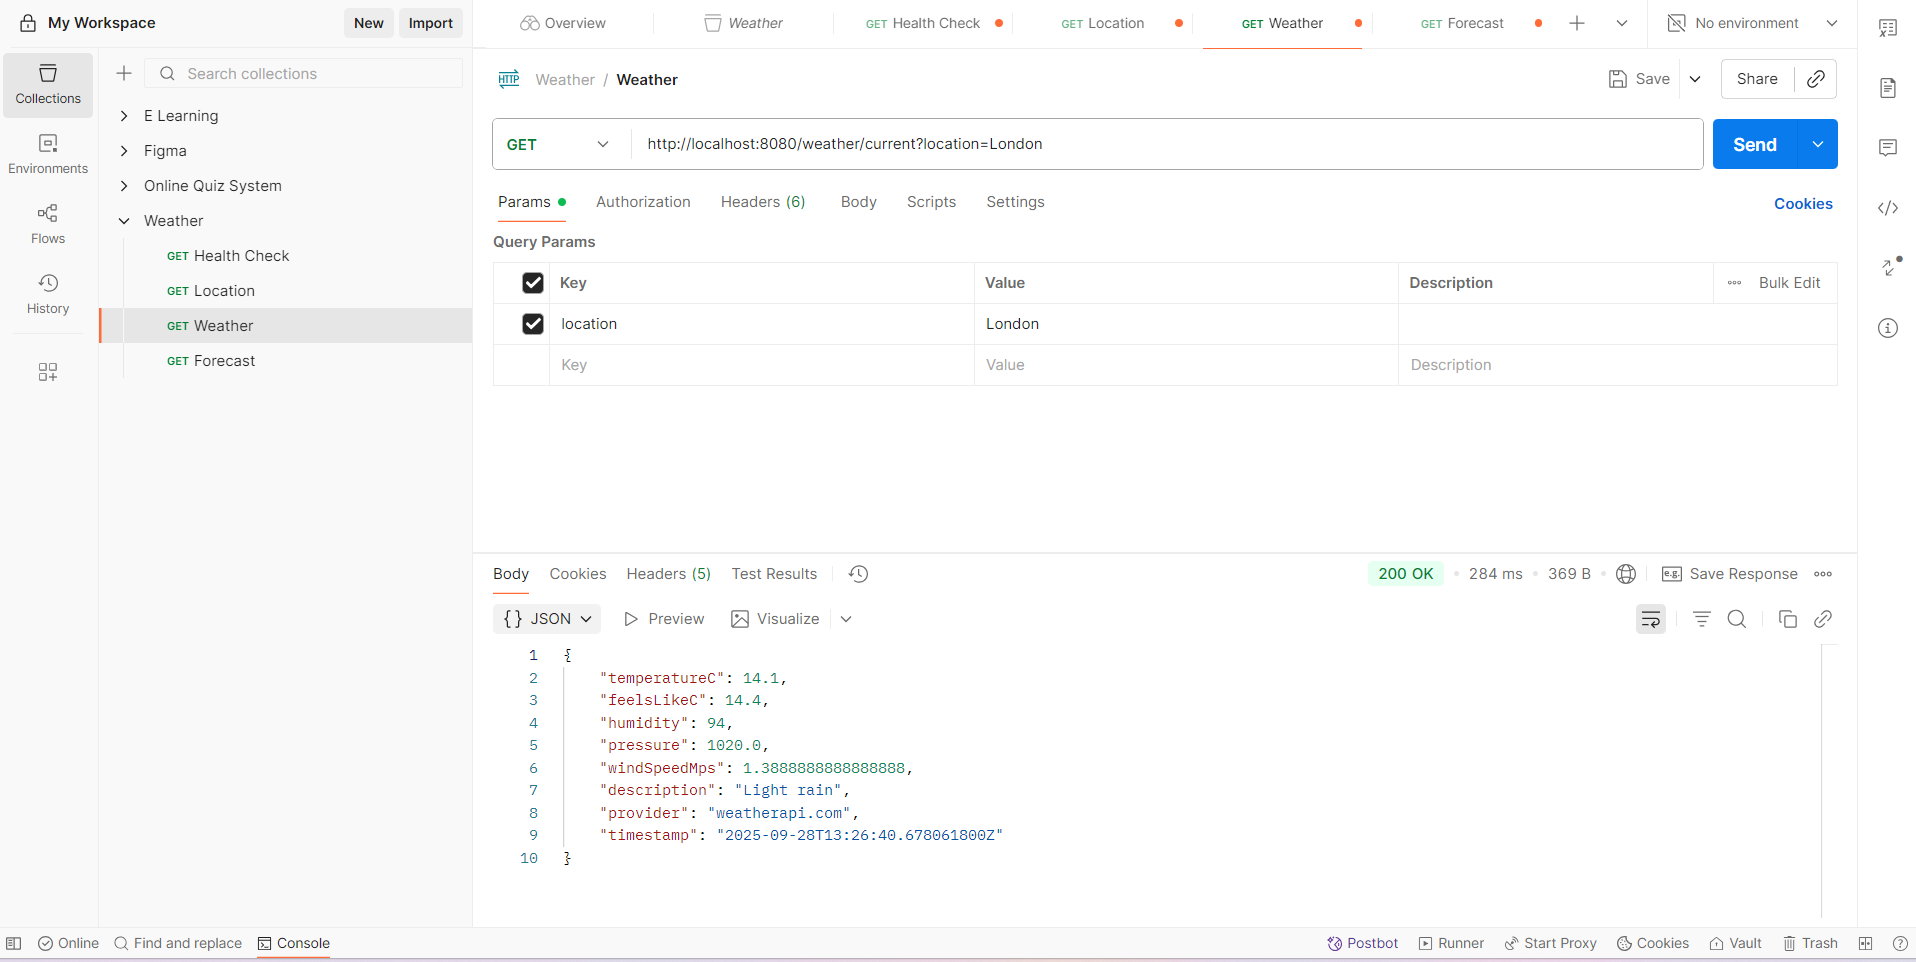 My Workspace
New
Import
Overview
Weather
GET Health Check
GET Location
GET Weather
GET Forecast
No environment
Collections
Environments
Flows
History
Search collections
E Learning
Figma
Online Quiz System
Weather
GET Health Check
GET Location
GET Weather
GET Forecast
HTTP Weather / Weather
Save
Share
GET http://localhost:8080/weather/current?location=London
Send
Params Authorization Headers (6) Body Scripts Settings
Cookies
Query Params
Key Value Description Bulk Edit
location London
Key Value Description
Body Cookies Headers (5) Test Results
200 OK 284 ms 369 B e.g. Save Response
{} JSON Preview Visualize
1 {
2 "temperatureC": 14.1,
3 "feelsLikeC": 14.4,
4 "humidity": 94,
5 "pressure": 1020.0,
6 "windSpeedMps": 1.3888888888888888,
7 "description": "Light rain",
8 "provider": "weatherapi.com",
9 "timestamp": "2025-09-28T13:26:40.678061800Z"
10 }
Online Find and replace Console
Postbot Runner Start Proxy Cookies Vault Trash